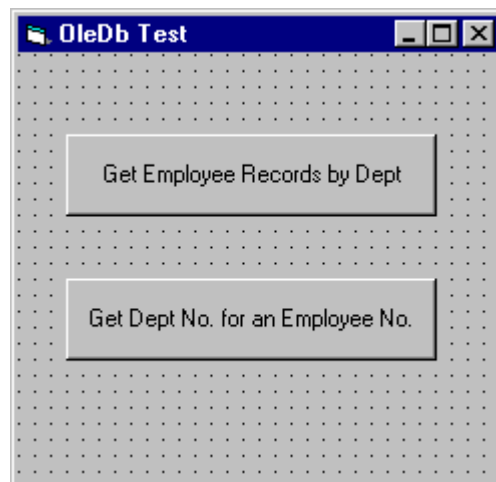 OleDb Test
Get Employee Records by Dept
Get Dept No. for an Employee No.